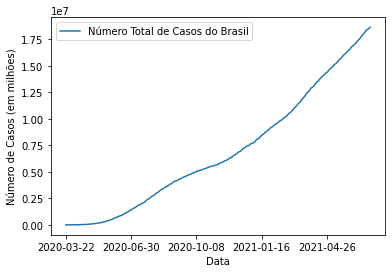 1e7
Número Total de Casos do Brasil
1.75
1.50
1.25
1.00
0.75
0.50
0.25
0.00
Número de Casos (em milhões)
2020-03-22 2020-06-30 2020-10-08 2021-01-16 2021-04-26
Data